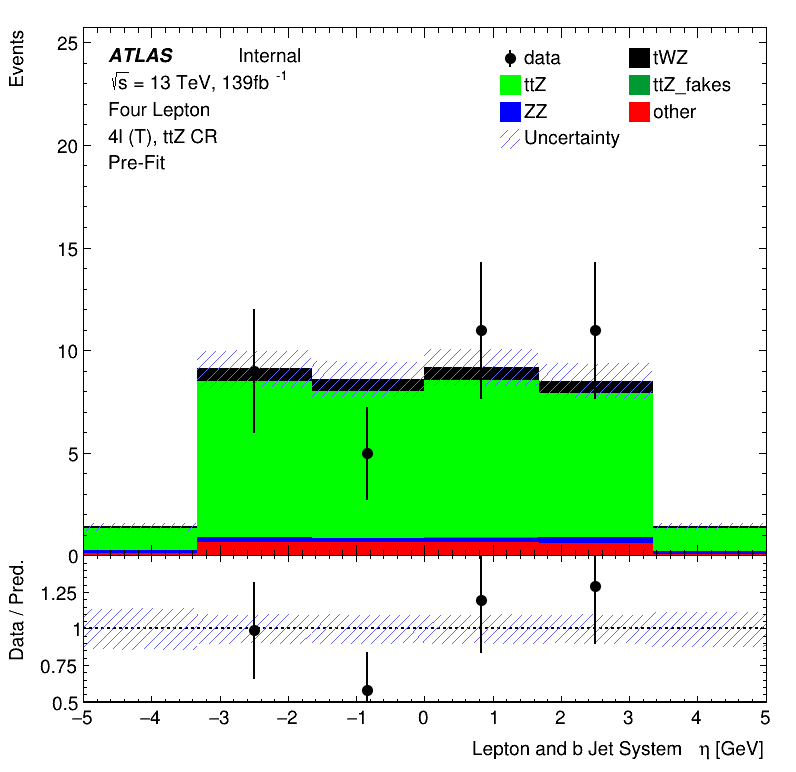 Events
ATLAS Internal
√s = 13 TeV, 139fb -1
Four Lepton
4l (T), ttZ CR
Pre-Fit
data tWZ
ttZ ttZ_fakes
ZZ other
Uncertainty
25
20
15
10
5
0
Data / Pred.
1.25
1
0.75
0.5
−5 −4 −3 −2 −1 0 1 2 3 4 5
Lepton and b Jet System η [GeV]